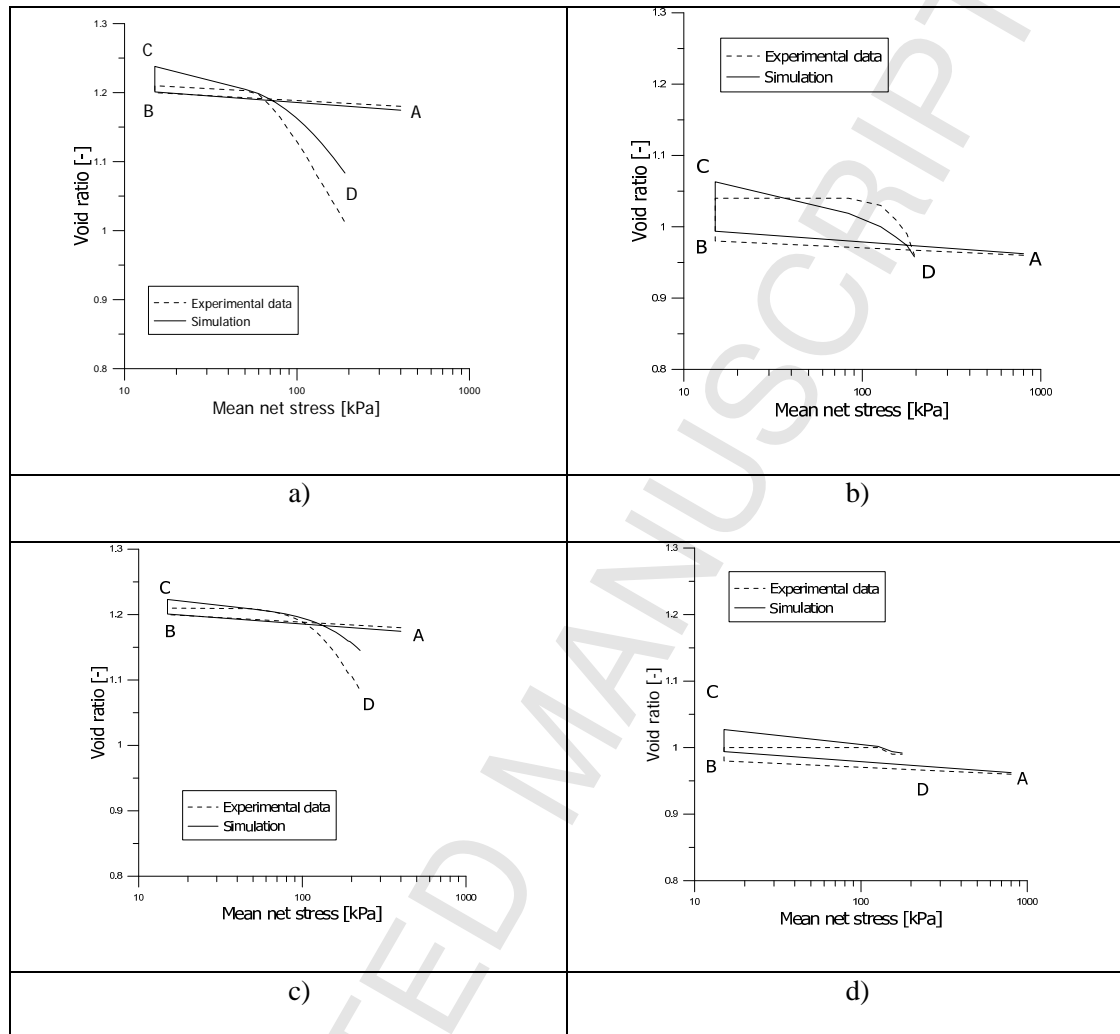 1.3
C
1.2
B
A
1.1
D
1
0.9
0.8
Void ratio [-]
Experimental data
Simulation
10
100
1000
Mean net stress [kPa]
a)
1.3
Experimental data
Simulation
1.2
1.1
C
1
B
A
D
0.9
0.8
Void ratio [-]
10
100
1000
Mean net stress [kPa]
b)
1.3
C
1.2
B
A
1.1
D
1
0.9
0.8
Void ratio [-]
Experimental data
Simulation
10
100
1000
Mean net stress [kPa]
c)
1.3
Experimental data
Simulation
1.2
1.1
C
1
B
A
D
0.9
0.8
Void ratio [-]
10
100
1000
Mean net stress [kPa]
d)
TED MANUSCRIPT